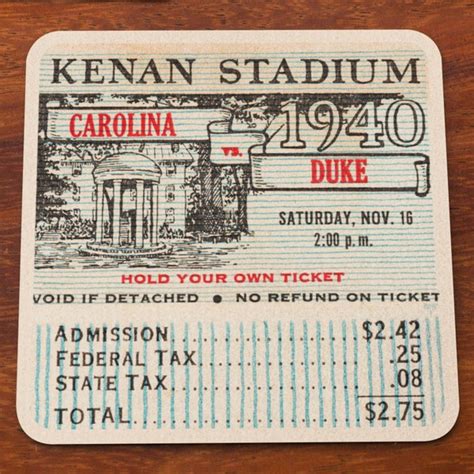 KENAN STADIUM
CAROLINA
VS.
1940
DUKE
SATURDAY, NOV. 16
2:00 p.m.
HOLD YOUR OWN TICKET
VOID IF DETACHED • NO REFUND ON TICKET
ADMISSION.................... $2.42
FEDERAL TAX.................. .25
STATE TAX.................... .08
TOTAL........................ $2.75